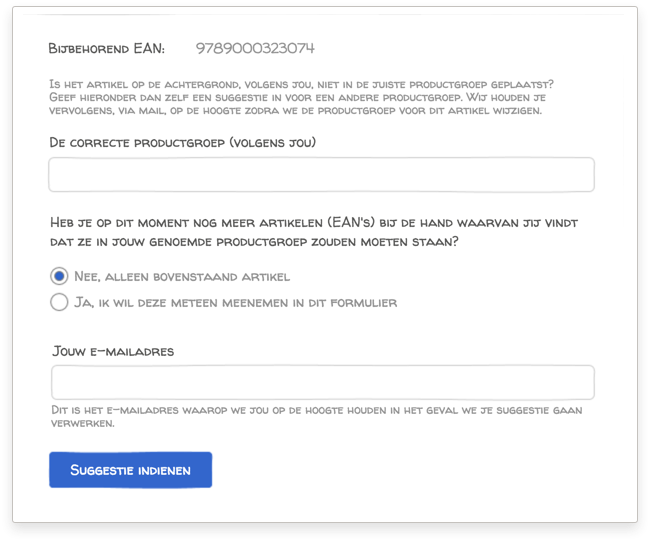 Bijbehorend EAN: 9789000323074
Is het artikel op de achtergrond, volgens jou, niet in de juiste productgroep geplaatst?
Geef hieronder dan zelf een suggestie in voor een andere productgroep. Wij houden je
vervolgens, via mail, op de hoogte zodra we de productgroep voor dit artikel wijzigen.
De correcte productgroep (volgens jou)
Heb je op dit moment nog meer artikelen (EAN's) bij de hand waarvan jij vindt
dat ze in jouw genoemde productgroep zouden moeten staan?
Nee, alleen bovenstaand artikel
Ja, ik wil deze meteen meenemen in dit formulier
Jouw e-mailadres
Dit is het e-mailadres waarop we jou op de hoogte houden in het geval we je suggestie gaan
verwerken.
Suggestie indienen